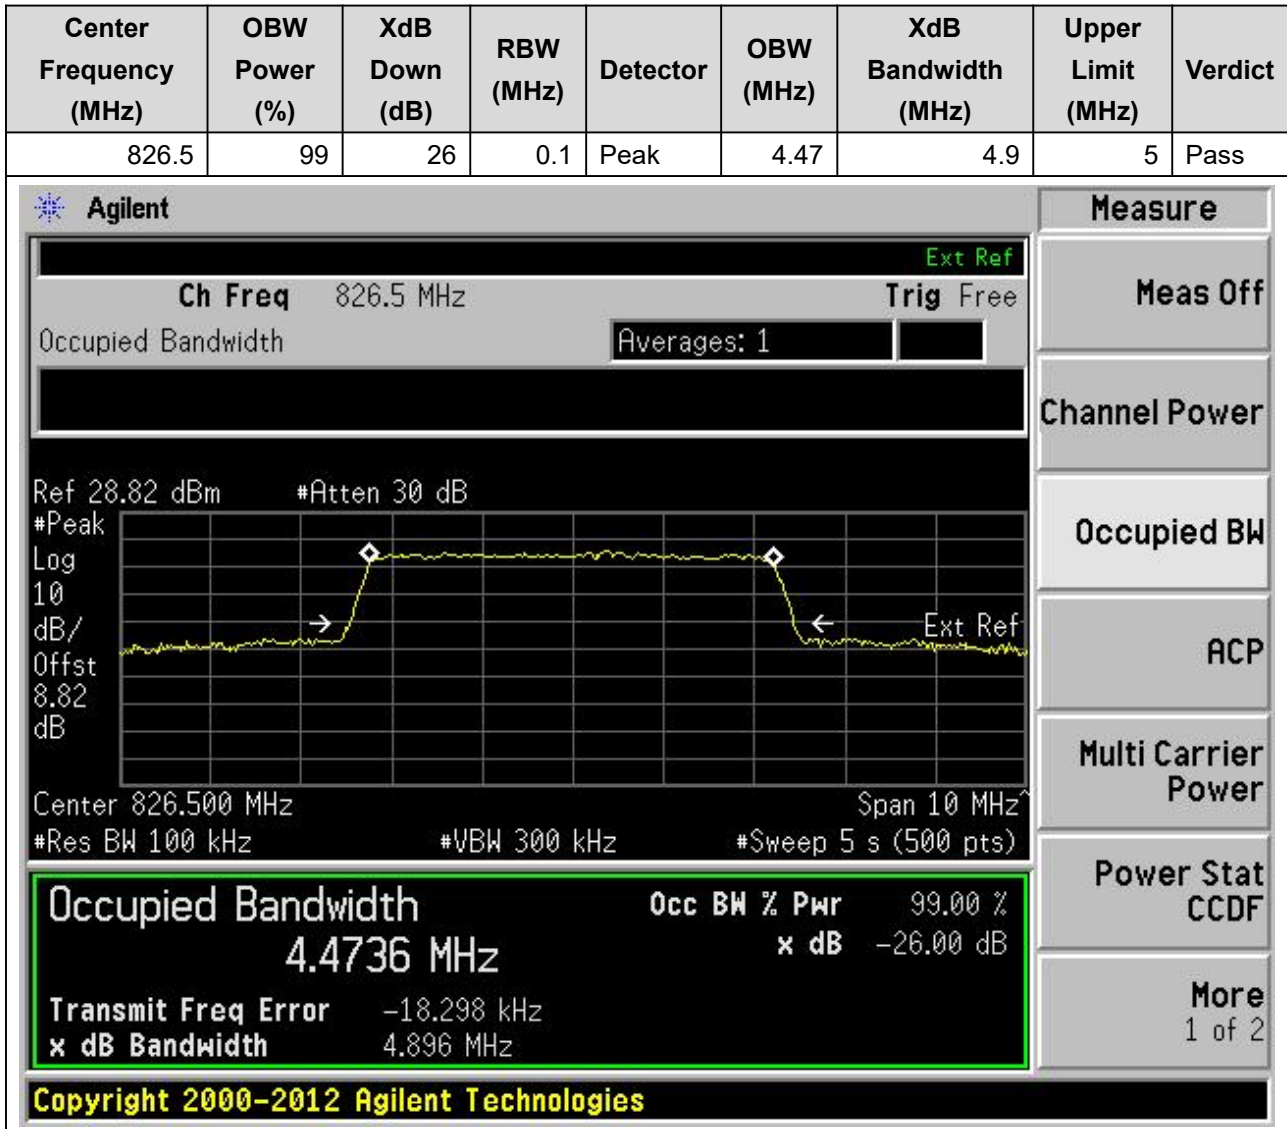 Center Frequency (MHz) OBW Power (%) XdB Down (dB) RBW (MHz) Detector OBW (MHz) XdB Bandwidth (MHz) Upper Limit (MHz) Verdict
826.5 99 26 0.1 Peak 4.47 4.9 5 Pass
Agilent
Measure
Ext Ref
Ch Freq 826.5 MHz Trig Free
Meas Off
Occupied Bandwidth Averages: 1
Channel Power
Ref 28.82 dBm #Atten 30 dB
#Peak
Log
10
dB/
Offst
8.82
dB
Occupied BW
Ext Ref
ACP
Multi Carrier
Power
Center 826.500 MHz Span 10 MHz^
#Res BW 100 kHz #VBW 300 kHz #Sweep 5 s (500 pts)
Power Stat
CCDF
Occupied Bandwidth Occ BW % Pwr 99.00 %
4.4736 MHz x dB -26.00 dB
Transmit Freq Error -18.298 kHz
x dB Bandwidth 4.896 MHz
More
1 of 2
Copyright 2000-2012 Agilent Technologies